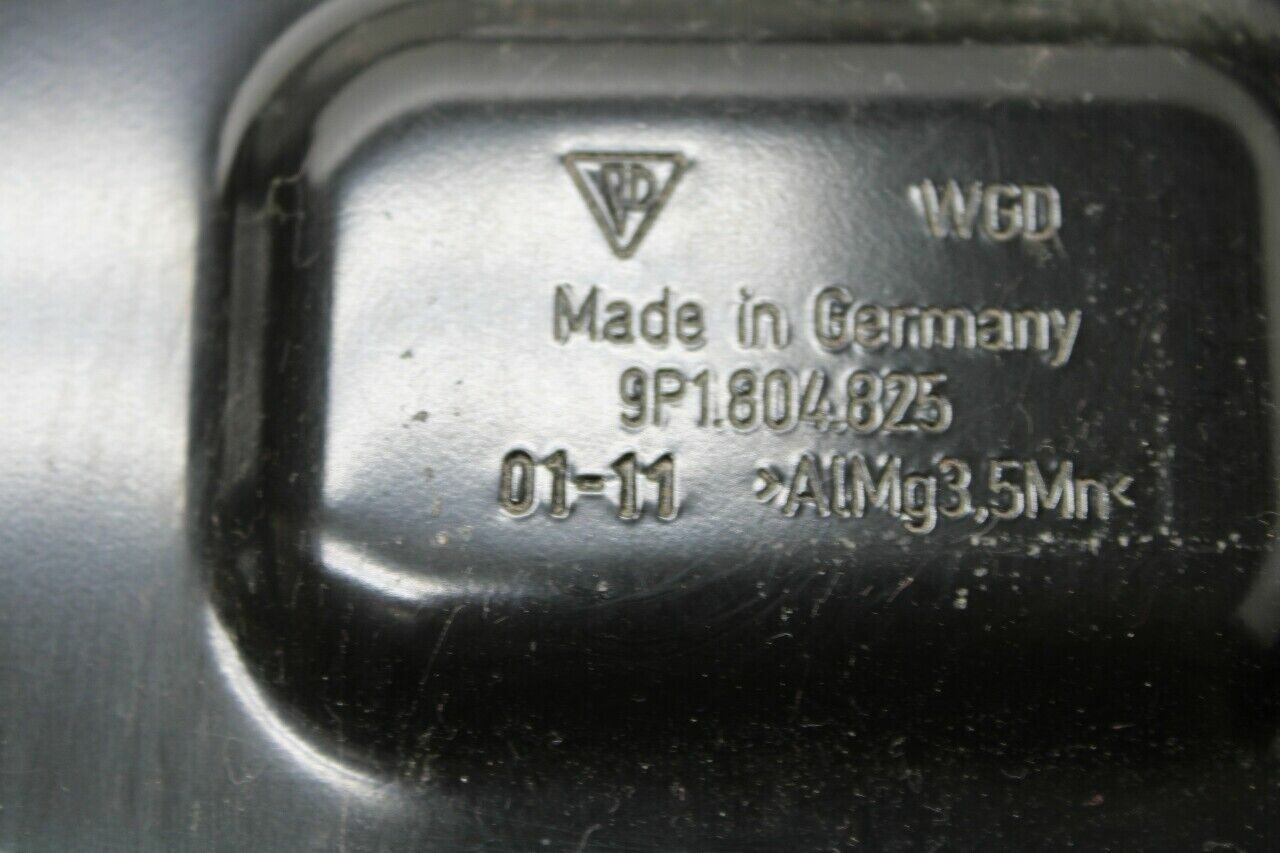 WGD
Made in Germany
9P1.804.825
01-11 >AlMg3,5Mn<